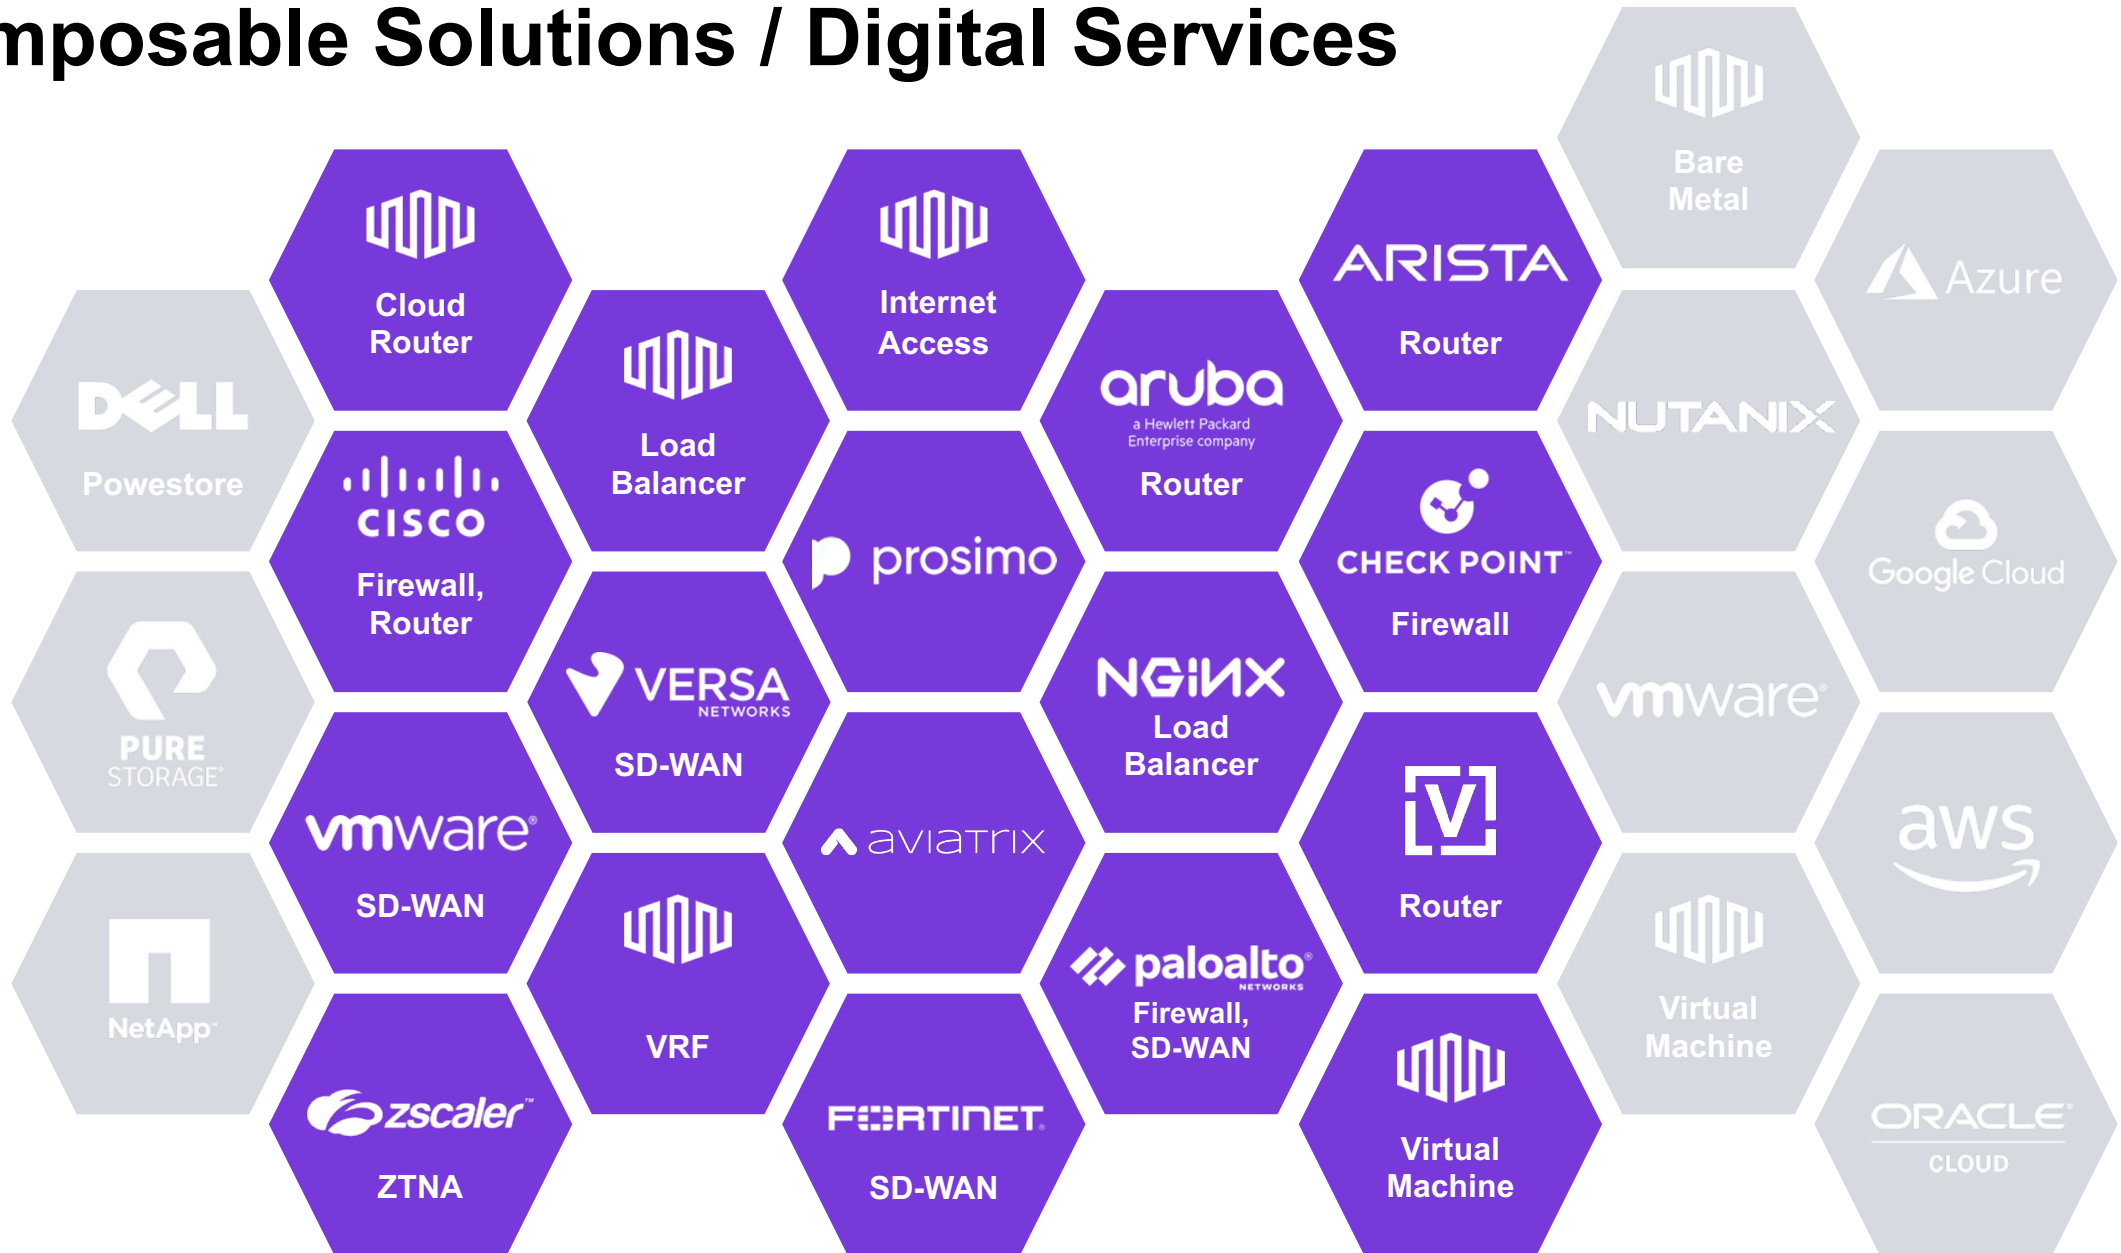 mposable Solutions / Digital Services
Bare
Metal
Cloud
Router
Internet
Access
ARISTA
Router
Azure
DELL
Powestore
Load
Balancer
aruba
a Hewlett Packard
Enterprise company
Router
NUTANIX
CISCO
Firewall,
Router
prosimo
CHECK POINT™
Firewall
Google Cloud
PURE
STORAGE®
VERSA
NETWORKS
SD-WAN
NGINX
Load
Balancer
vmware®
vmware®
SD-WAN
aviatrix
V
Router
aws
NetApp™
VRF
paloalto®
NETWORKS
Firewall,
SD-WAN
Virtual
Machine
zscaler™
ZTNA
FORTINET®
SD-WAN
Virtual
Machine
ORACLE®
CLOUD